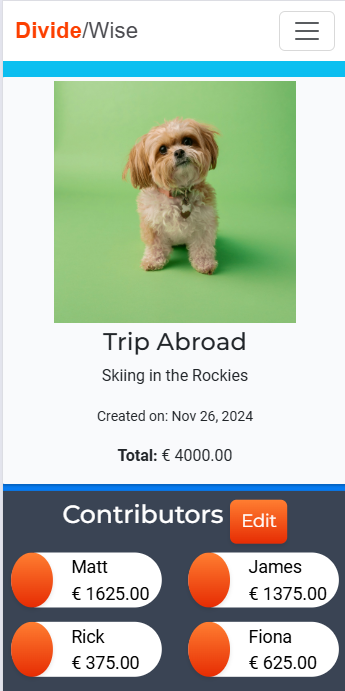 Divide/Wise
Trip Abroad
Skiing in the Rockies
Created on: Nov 26, 2024
Total: € 4000.00
Contributors Edit
Matt
€ 1625.00
James
€ 1375.00
Rick
€ 375.00
Fiona
€ 625.00